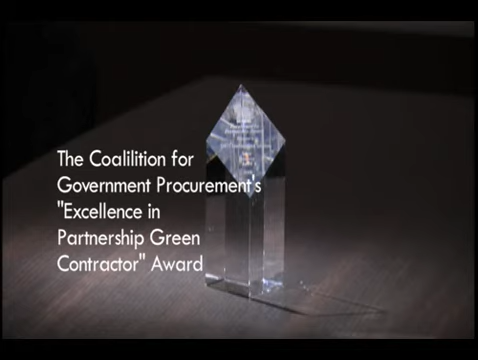 The Coalilition for
Government Procurement's
"Excellence in
Partnership Green
Contractor" Award